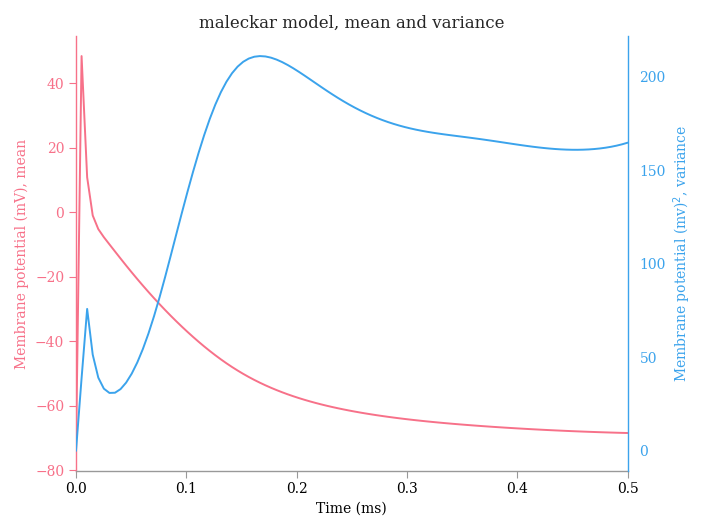 maleckar model, mean and variance
Membrane potential (mV), mean
40
20
0
−20
−40
−60
−80
200
150
100
50
0
Membrane potential (mv)², variance
0.0 0.1 0.2 0.3 0.4 0.5
Time (ms)